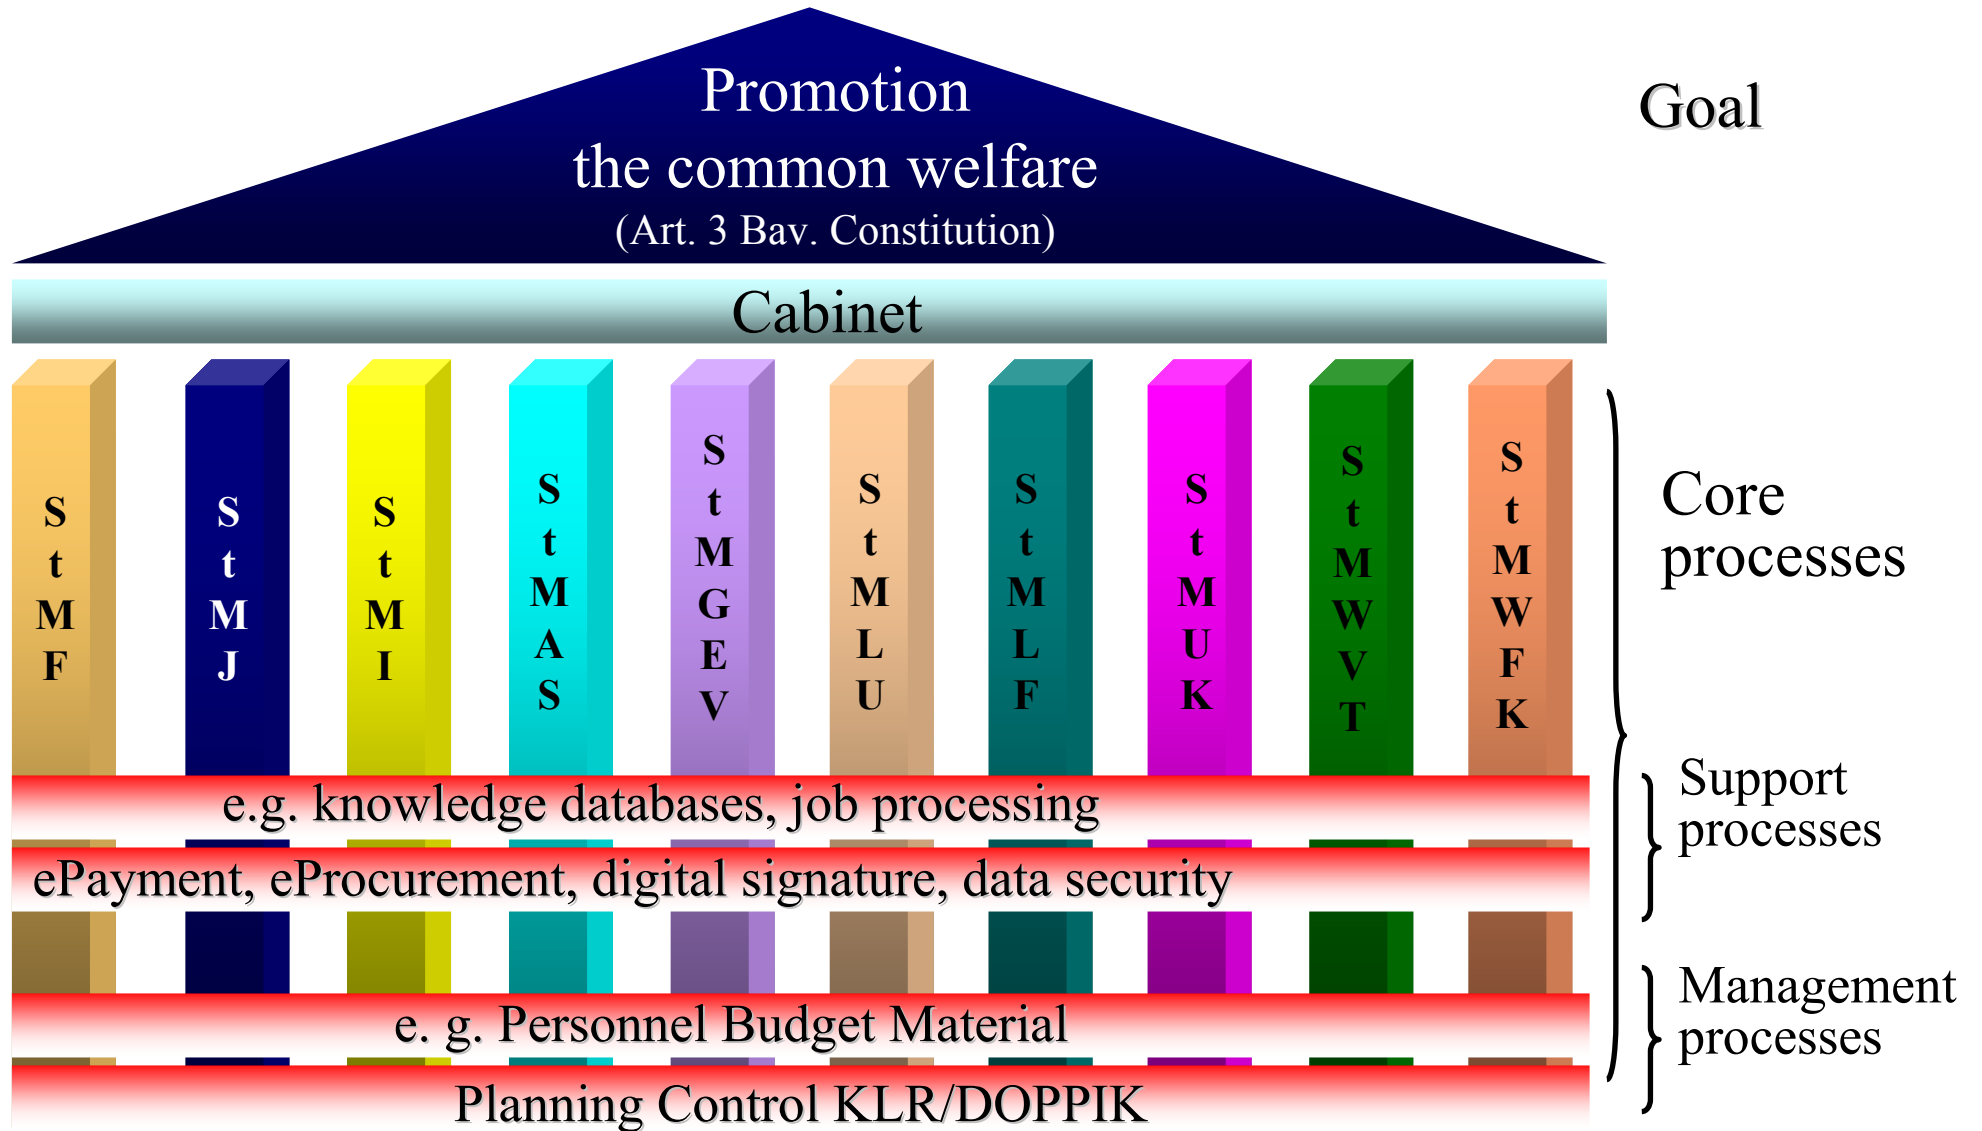 Promotion
the common welfare
(Art. 3 Bav. Constitution)
Goal
Cabinet
StMF
StMJ
StMI
StMAS
StMGEV
StMLU
StMLF
StMUK
StMWVT
StMWFK
Core
processes
e.g. knowledge databases, job processing
ePayment, eProcurement, digital signature, data security
Support
processes
e. g. Personnel Budget Material
Planning Control KLR/DOPPIK
Management
processes